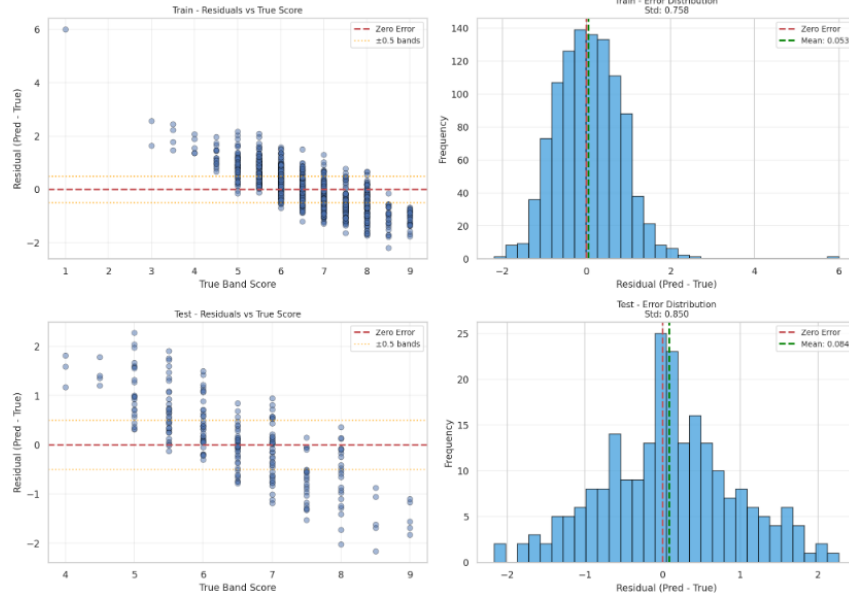 Train - Residuals vs True Score
Residual (Pred - True)
6
4
2
0
−2
Zero Error
±0.5 bands
1 2 3 4 5 6 7 8 9
True Band Score
Train - Error Distribution
Std: 0.758
Frequency
140
120
100
80
60
40
20
0
Zero Error
Mean: 0.053
−2 0 2 4 6
Residual (Pred - True)
Test - Residuals vs True Score
Residual (Pred - True)
2
1
0
−1
−2
Zero Error
±0.5 bands
4 5 6 7 8 9
True Band Score
Test - Error Distribution
Std: 0.850
Frequency
25
20
15
10
5
0
Zero Error
Mean: 0.084
−2 −1 0 1 2
Residual (Pred - True)